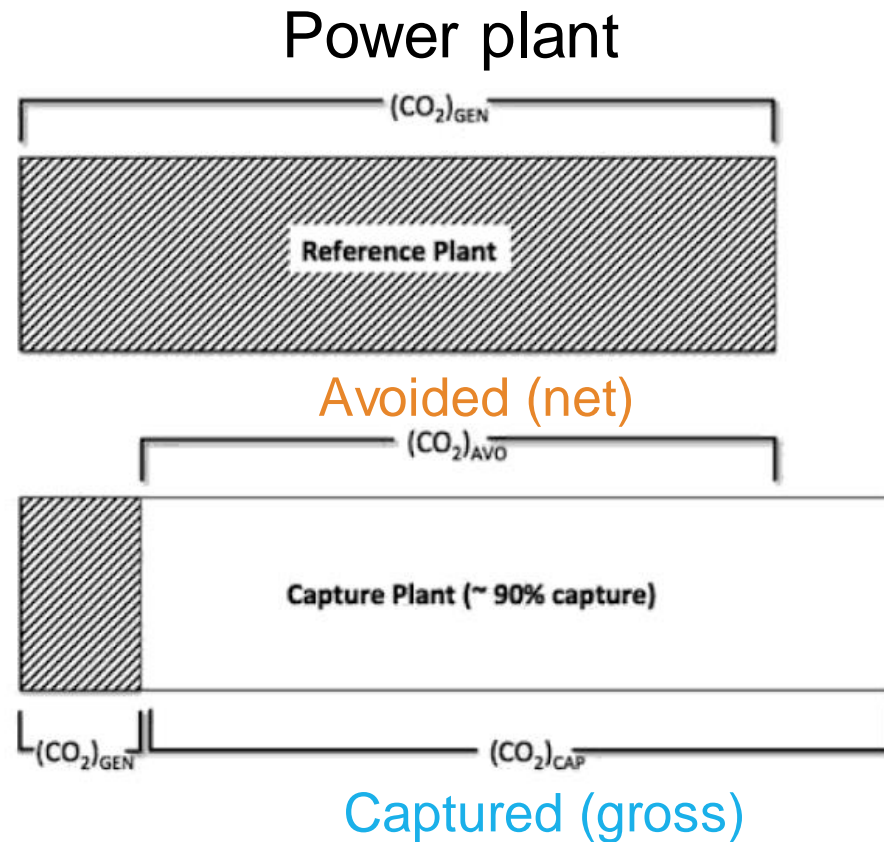 Power plant
(CO₂)GEN
Reference Plant
Avoided (net)
(CO₂)AVO
Capture Plant (~ 90% capture)
(CO₂)GEN (CO₂)CAP
Captured (gross)